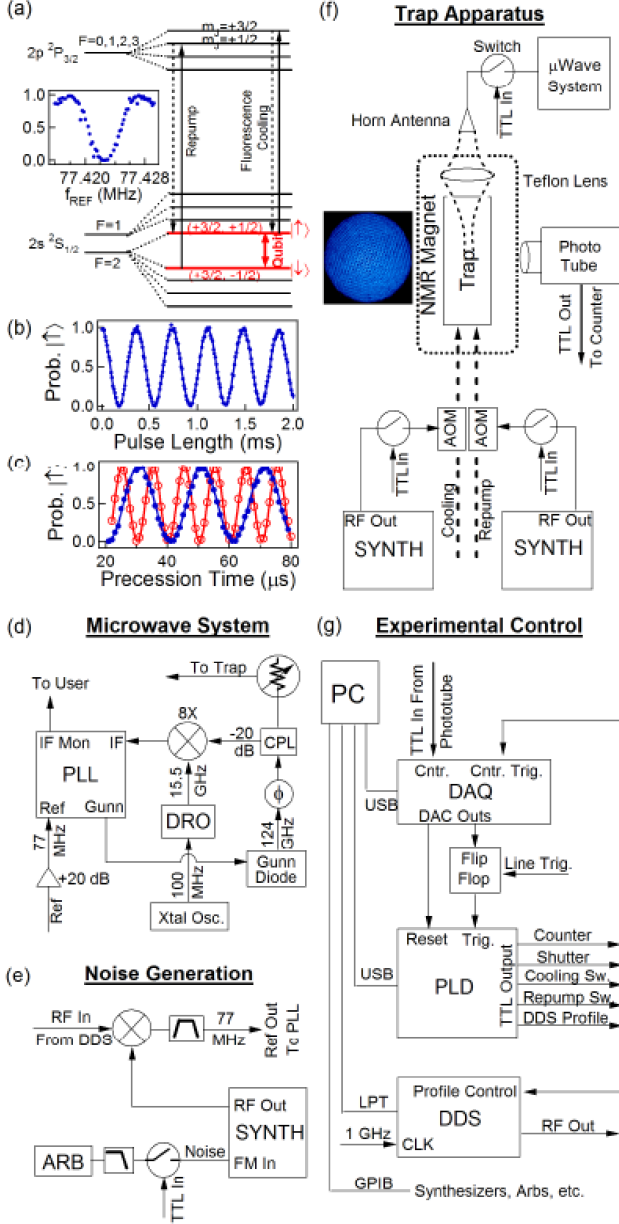 (a)
m_J=+3/2
m_J=+1/2
F=0,1,2,3
2p ²P3/2
1.0
0.5
0.0
77.420 77.428
fREF (MHz)
Repump
Fluorescence
Cooling
F=1
2s ²S1/2
F=2
(+3/2, +1/2) |↑⟩
Qubit
(+3/2, -1/2) |↓⟩
(b)
Prob. |↑⟩
1.0
0.5
0.0
0.0 0.5 1.0 1.5 2.0
Pulse Length (ms)
(c)
Prob. |↑⟩
1.0
0.5
0.0
20 40 60 80
Precession Time (μs)
(f) Trap Apparatus
Switch
μWave
System
TTL In
Horn Antenna
Teflon Lens
NMR Magnet
Trap
Photo
Tube
TTL Out
To Counter
AOM AOM
TTL In
TTL In
Cooling
Repump
RF Out
SYNTH
RF Out
SYNTH
(d) Microwave System
To Trap
To User
8X
-20
dB
CPL
IF Mon IF
PLL
Ref Gunn
15.5
GHz
ϕ
DRO
124
GHz
77
MHz
+20 dB
Ref
100
MHz
Gunn
Diode
Xtal Osc.
(e) Noise Generation
RF In
From DDS
77
MHz
Ref Out
To PLL
RF Out
SYNTH
FM In
ARB
Noise
TTL In
(g) Experimental Control
PC
TTL In From
Phototube
Cntr. Cntr. Trig.
DAQ
DAC Outs
USB
Flip
Flop
Line Trig.
Reset Trig.
PLD
TTL Output
USB
Counter
Shutter
Cooling Sw.
Repump Sw.
DDS Profile
LPT
Profile Control
DDS
1 GHz
CLK
RF Out
GPIB
Synthesizers, Arbs, etc.